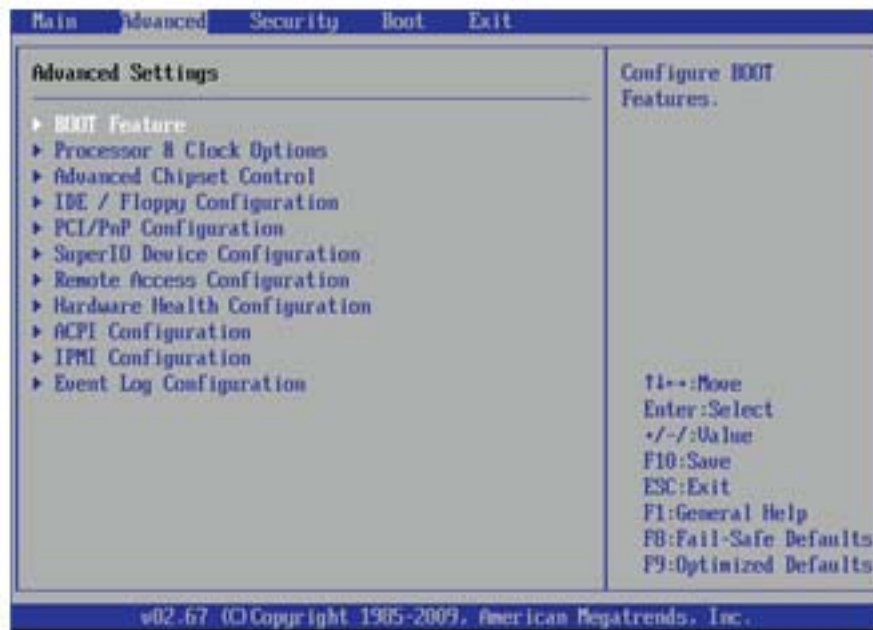 Main Advanced Security Boot Exit
Advanced Settings
BOOT Feature
Processor & Clock Options
Advanced Chipset Control
IDE / Floppy Configuration
PCI/PnP Configuration
SuperIO Device Configuration
Remote Access Configuration
Hardware Health Configuration
ACPI Configuration
IPMI Configuration
Event Log Configuration
Configure BOOT
Features.
↑↓←→:Move
Enter:Select
+/-/:Value
F10:Save
ESC:Exit
F1:General Help
F8:Fail-Safe Defaults
F9:Optimized Defaults
v02.67 (C)Copyright 1985-2009, American Megatrends, Inc.